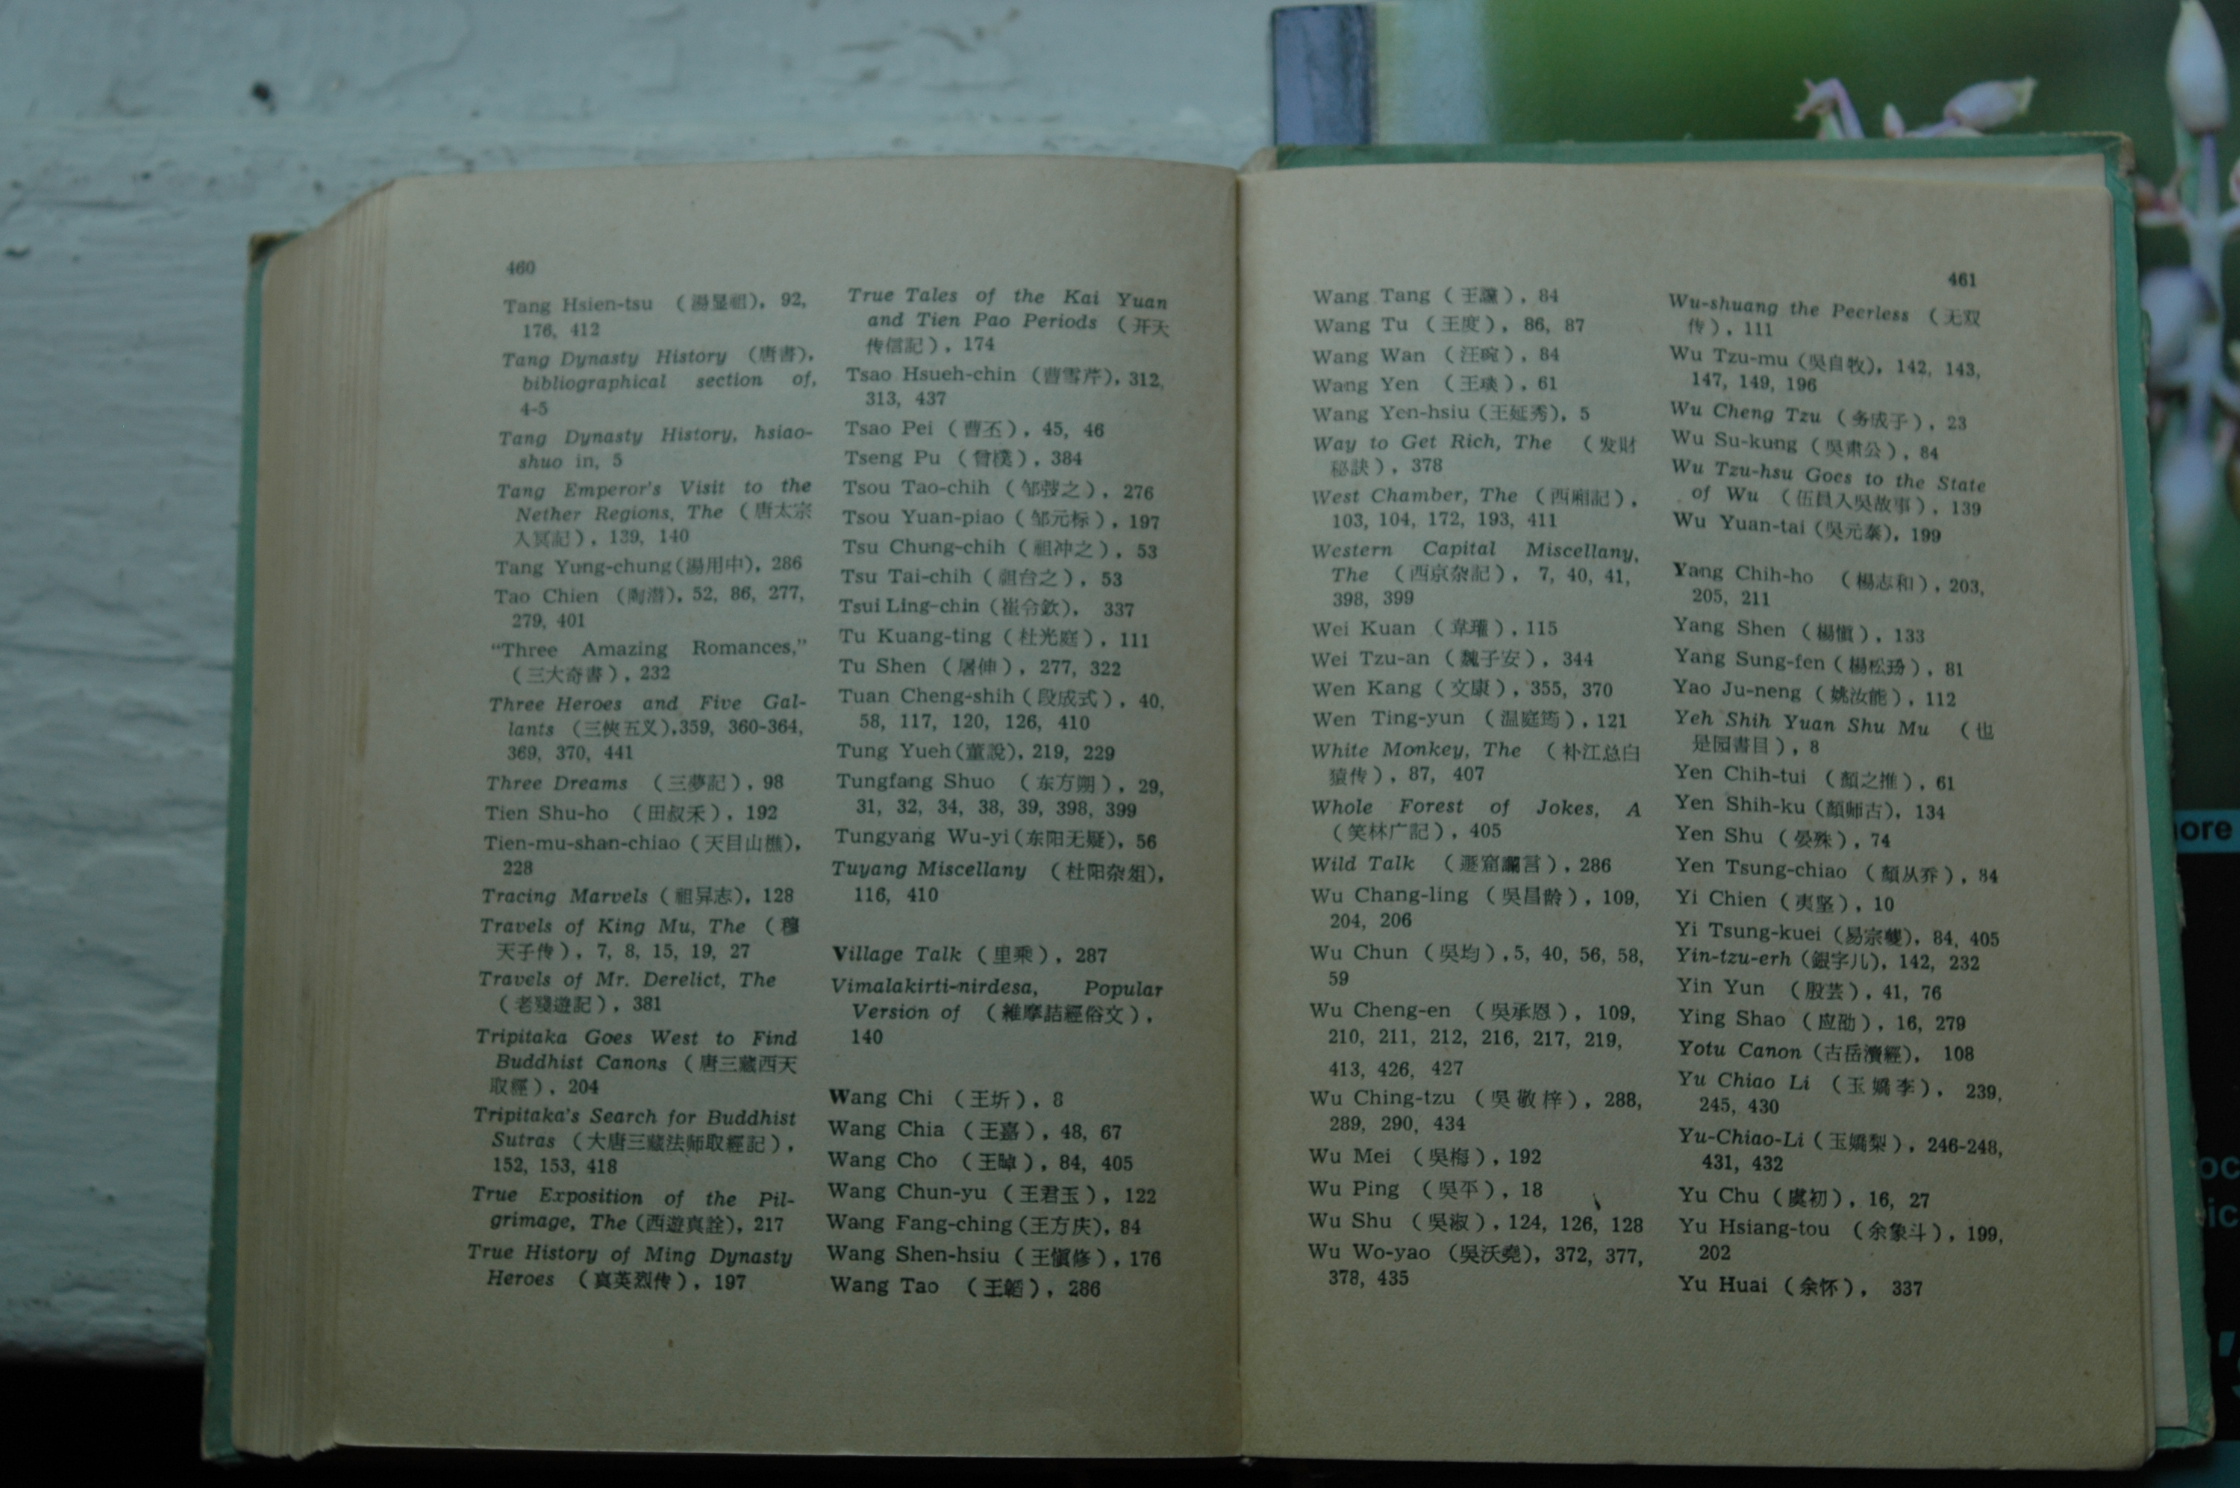 460
Tang Hsien-tsu (湯显祖), 92,
176, 412
Tang Dynasty History (唐書),
bibliographical section of,
4-5
Tang Dynasty History, hsiao-
shuo in, 5
Tang Emperor's Visit to the
Nether Regions, The (唐太宗
入冥記), 139, 140
Tang Yung-chung (湯用中), 286
Tao Chien (陶潛), 52, 86, 277,
279, 401
"Three Amazing Romances,"
(三大奇書), 232
Three Heroes and Five Gal-
lants (三俠五义), 359, 360-364,
369, 370, 441
Three Dreams (三夢記), 98
Tien Shu-ho (田叔禾), 192
Tien-mu-shan-chiao (天目山樵),
228
Tracing Marvels (祖异志), 128
Travels of King Mu, The (穆
天子传), 7, 8, 15, 19, 27
Travels of Mr. Derelict, The
(老殘遊記), 381
Tripitaka Goes West to Find
Buddhist Canons (唐三藏西天
取經), 204
Tripitaka's Search for Buddhist
Sutras (大唐三藏法師取經記),
152, 153, 418
True Exposition of the Pil-
grimage, The (西遊真詮), 217
True History of Ming Dynasty
Heroes (真英烈传), 197
True Tales of the Kai Yuan
and Tien Pao Periods (开天
传信記), 174
Tsao Hsueh-chin (曹雪芹), 312,
313, 437
Tsao Pei (曹丕), 45, 46
Tseng Pu (曾樸), 384
Tsou Tao-chih (邹弢之), 276
Tsou Yuan-piao (邹元标), 197
Tsu Chung-chih (祖冲之), 53
Tsu Tai-chih (祖台之), 53
Tsui Ling-chin (崔令欽), 337
Tu Kuang-ting (杜光庭), 111
Tu Shen (屠伸), 277, 322
Tuan Cheng-shih (段成式), 40,
58, 117, 120, 126, 410
Tung Yueh (董說), 219, 229
Tungfang Shuo (东方朔), 29,
31, 32, 34, 38, 39, 398, 399
Tungyang Wu-yi (东阳无疑), 56
Tuyang Miscellany (杜阳杂俎),
116, 410
Village Talk (里乘), 287
Vimalakirti-nirdesa, Popular
Version of (維摩詰經俗文),
140
Wang Chi (王圻), 8
Wang Chia (王嘉), 48, 67
Wang Cho (王晫), 84, 405
Wang Chun-yu (王君玉), 122
Wang Fang-ching (王方庆), 84
Wang Shen-hsiu (王愼修), 176
Wang Tao (王韜), 286
461
Wang Tang (王讜), 84
Wang Tu (王度), 86, 87
Wang Wan (汪琬), 84
Wang Yen (王琰), 61
Wang Yen-hsiu (王延秀), 5
Way to Get Rich, The (发財
秘訣), 378
West Chamber, The (西厢記),
103, 104, 172, 193, 411
Western Capital Miscellany,
The (西京杂記), 7, 40, 41,
398, 399
Wei Kuan (韋瓘), 115
Wei Tzu-an (魏子安), 344
Wen Kang (文康), 355, 370
Wen Ting-yun (溫庭筠), 121
White Monkey, The (补江总白
猿传), 87, 407
Whole Forest of Jokes, A
(笑林广記), 405
Wild Talk (遯窟讕言), 286
Wu Chang-ling (吳昌齡), 109,
204, 206
Wu Chun (吳均), 5, 40, 56, 58,
59
Wu Cheng-en (吳承恩), 109,
210, 211, 212, 216, 217, 219,
413, 426, 427
Wu Ching-tzu (吳敬梓), 288,
289, 290, 434
Wu Mei (吳梅), 192
Wu Ping (吳平), 18
Wu Shu (吳淑), 124, 126, 128
Wu Wo-yao (吳沃堯), 372, 377,
378, 435
Wu-shuang the Peerless (无双
传), 111
Wu Tzu-mu (吳自牧), 142, 143,
147, 149, 196
Wu Cheng Tzu (务成子), 23
Wu Su-kung (吳肅公), 84
Wu Tzu-hsu Goes to the State
of Wu (伍員入吳故事), 139
Wu Yuan-tai (吳元泰), 199
Yang Chih-ho (楊志和), 203,
205, 211
Yang Shen (楊愼), 133
Yang Sung-fen (楊松玢), 81
Yao Ju-neng (姚汝能), 112
Yeh Shih Yuan Shu Mu (也
是园書目), 8
Yen Chih-tui (顏之推), 61
Yen Shih-ku (顏师古), 134
Yen Shu (晏殊), 74
Yen Tsung-chiao (顏从乔), 84
Yi Chien (夷坚), 10
Yi Tsung-kuei (易宗夔), 84, 405
Yin-tzu-erh (銀字儿), 142, 232
Yin Yun (殷芸), 41, 76
Ying Shao (应劭), 16, 279
Yotu Canon (古岳瀆經), 108
Yu Chiao Li (玉嬌李), 239,
245, 430
Yu-Chiao-Li (玉嬌梨), 246-248,
431, 432
Yu Chu (虞初), 16, 27
Yu Hsiang-tou (余象斗), 199,
202
Yu Huai (余怀), 337
ore